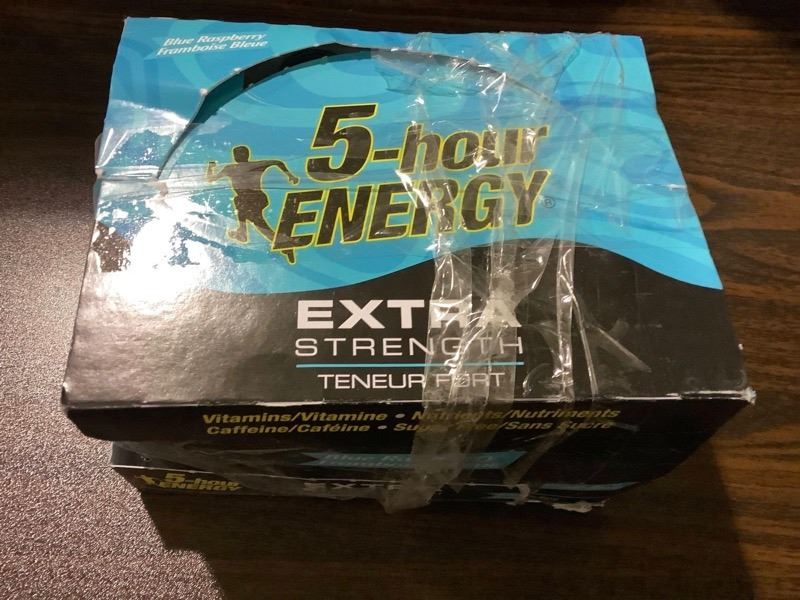 Blue Raspberry
Framboise Bleue
5-hour
ENERGY®
EXTRA
STRENGTH
TENEUR FORT
Vitamins/Vitamine • Nutrients/Nutriments
Caffeine/Caféine • Sugar Free/Sans Sucre
5-hour
ENERGY
EXTRA